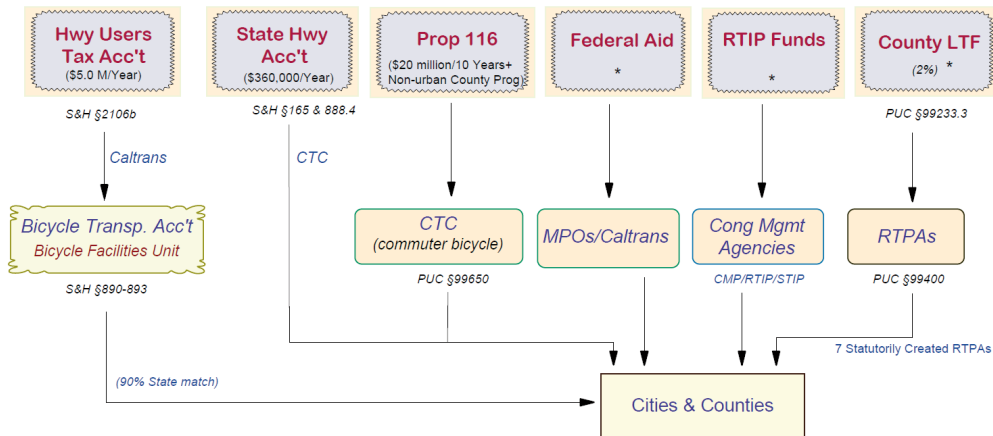 Hwy Users
Tax Acc't
($5.0 M/Year)
State Hwy
Acc't
($360,000/Year)
Prop 116
($20 million/10 Years+
Non-urban County Prog)
Federal Aid
*
RTIP Funds
*
County LTF
(2%) *
S&H §2106b
S&H §165 & 888.4
PUC §99233.3
Caltrans
CTC
Bicycle Transp. Acc't
Bicycle Facilities Unit
CTC
(commuter bicycle)
MPOs/Caltrans
Cong Mgmt
Agencies
RTPAs
S&H §890-893
PUC §99650
CMP/RTIP/STIP
PUC §99400
7 Statutorily Created RTPAs
(90% State match)
Cities & Counties